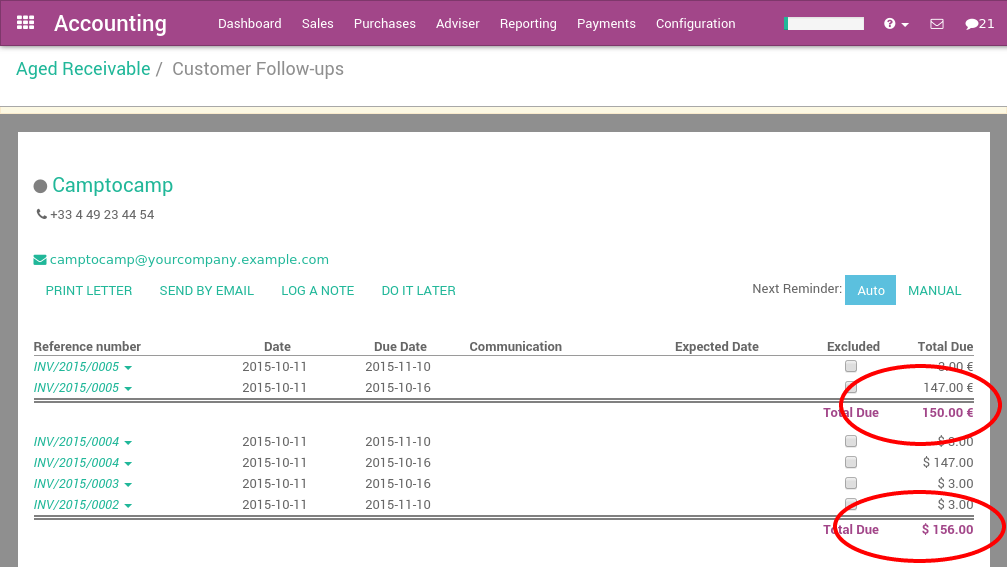 Accounting Dashboard Sales Purchases Adviser Reporting Payments Configuration 21
Aged Receivable / Customer Follow-ups
Camptocamp
+33 4 49 23 44 54
camptocamp@yourcompany.example.com
PRINT LETTER SEND BY EMAIL LOG A NOTE DO IT LATER Next Reminder: Auto MANUAL
Reference number Date Due Date Communication Expected Date Excluded Total Due
INV/2015/0005 2015-10-11 2015-11-10 3.00 €
INV/2015/0005 2015-10-11 2015-10-16 147.00 €
Total Due 150.00 €
INV/2015/0004 2015-10-11 2015-11-10 $ 3.00
INV/2015/0004 2015-10-11 2015-10-16 $ 147.00
INV/2015/0003 2015-10-11 2015-10-16 $ 3.00
INV/2015/0002 2015-10-11 2015-11-10 $ 3.00
Total Due $ 156.00